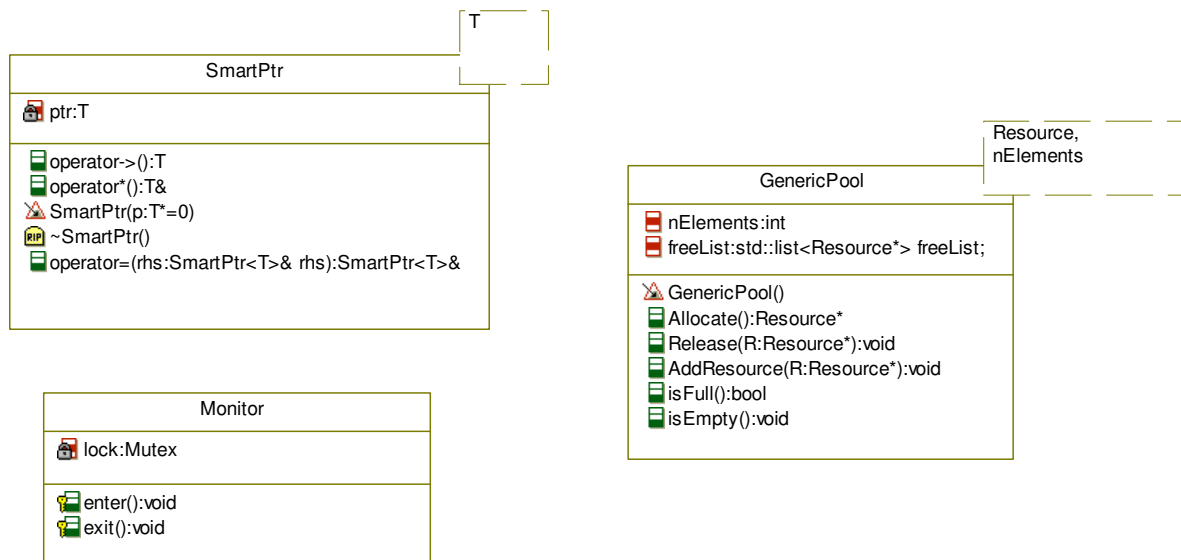 T
SmartPtr
ptr:T
operator->():T
operator*():T&
SmartPtr(p:T*=0)
RIP ~SmartPtr()
operator=(rhs:SmartPtr<T>& rhs):SmartPtr<T>&
Resource,
nElements
GenericPool
nElements:int
freeList:std::list<Resource*> freeList;
GenericPool()
Allocate():Resource*
Release(R:Resource*):void
AddResource(R:Resource*):void
isFull():bool
isEmpty():void
Monitor
lock:Mutex
enter():void
exit():void